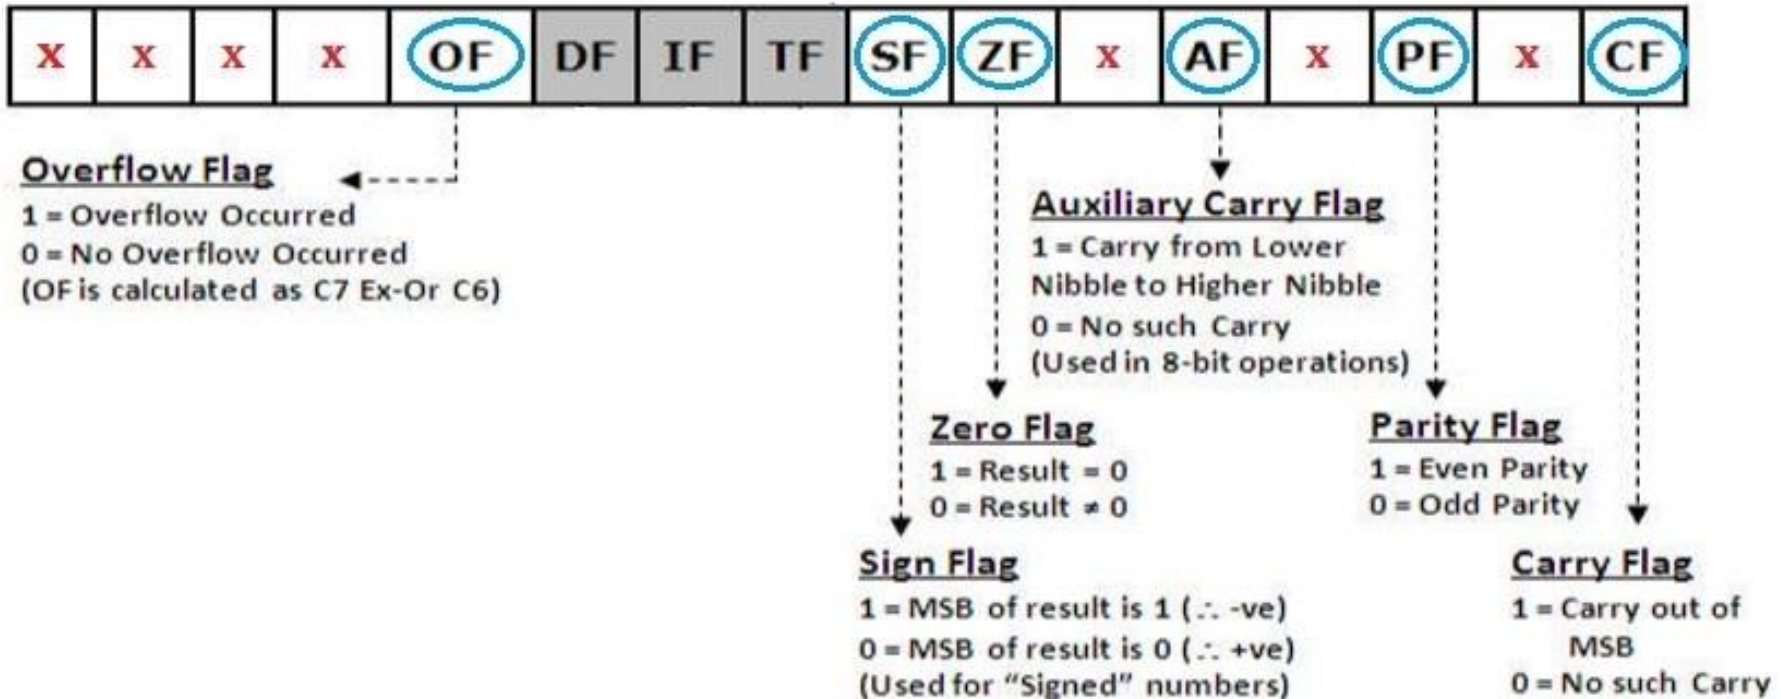 x x x x OF DF IF TF SF ZF x AF x PF x CF
Overflow Flag
1 = Overflow Occurred
0 = No Overflow Occurred
(OF is calculated as C7 Ex-Or C6)
Auxiliary Carry Flag
1 = Carry from Lower
Nibble to Higher Nibble
0 = No such Carry
(Used in 8-bit operations)
Zero Flag
1 = Result = 0
0 = Result ≠ 0
Parity Flag
1 = Even Parity
0 = Odd Parity
Sign Flag
1 = MSB of result is 1 (∴ -ve)
0 = MSB of result is 0 (∴ +ve)
(Used for “Signed” numbers)
Carry Flag
1 = Carry out of
MSB
0 = No such Carry